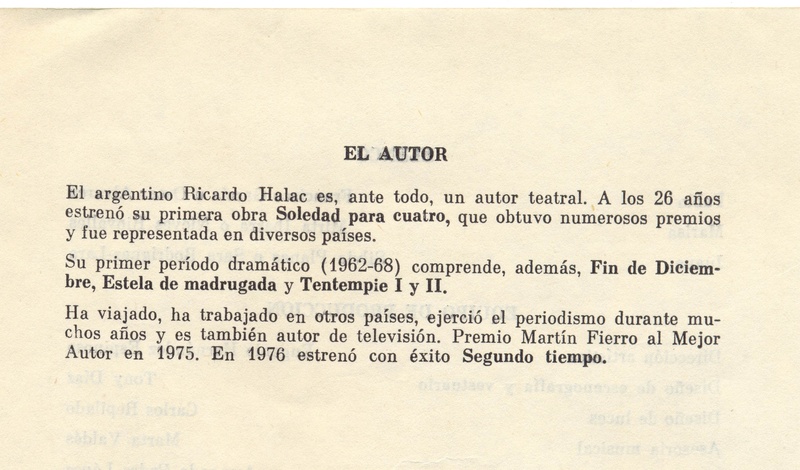 EL AUTOR
El argentino Ricardo Halac es, ante todo, un autor teatral. A los 26 años
estrenó su primera obra Soledad para cuatro, que obtuvo numerosos premios
y fue representada en diversos países.
Su primer período dramático (1962-68) comprende, además, Fin de Diciem-
bre, Estela de madrugada y Tentempie I y II.
Ha viajado, ha trabajado en otros países, ejerció el periodismo durante mu-
chos años y es también autor de televisión. Premio Martín Fierro al Mejor
Autor en 1975. En 1976 estrenó con éxito Segundo tiempo.